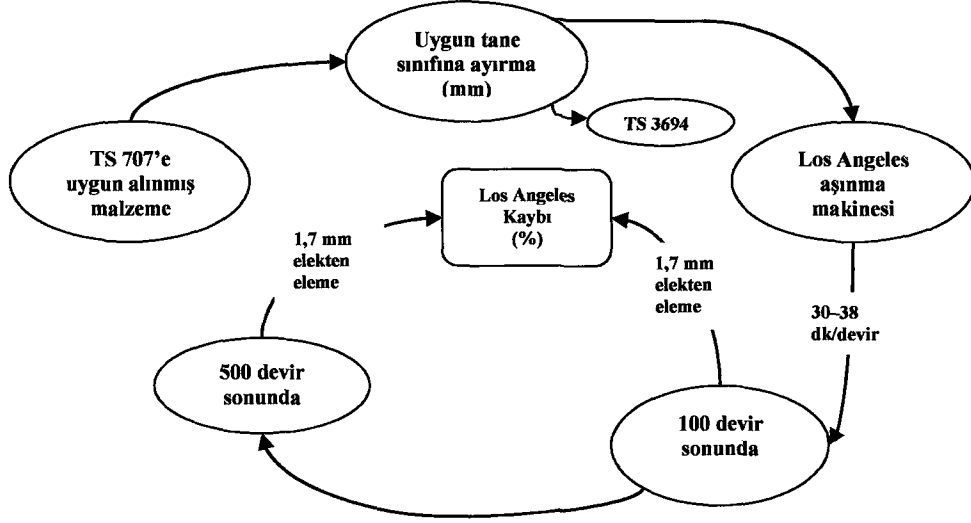 Uygun tane
sınıfına ayırma
(mm)
TS 3694
TS 707'e
uygun alınmış
malzeme
Los Angeles
aşınma
makinesi
Los Angeles
Kaybı
(%)
1,7 mm
elekten
eleme
1,7 mm
elekten
eleme
30–38
dk/devir
500 devir
sonunda
100 devir
sonunda